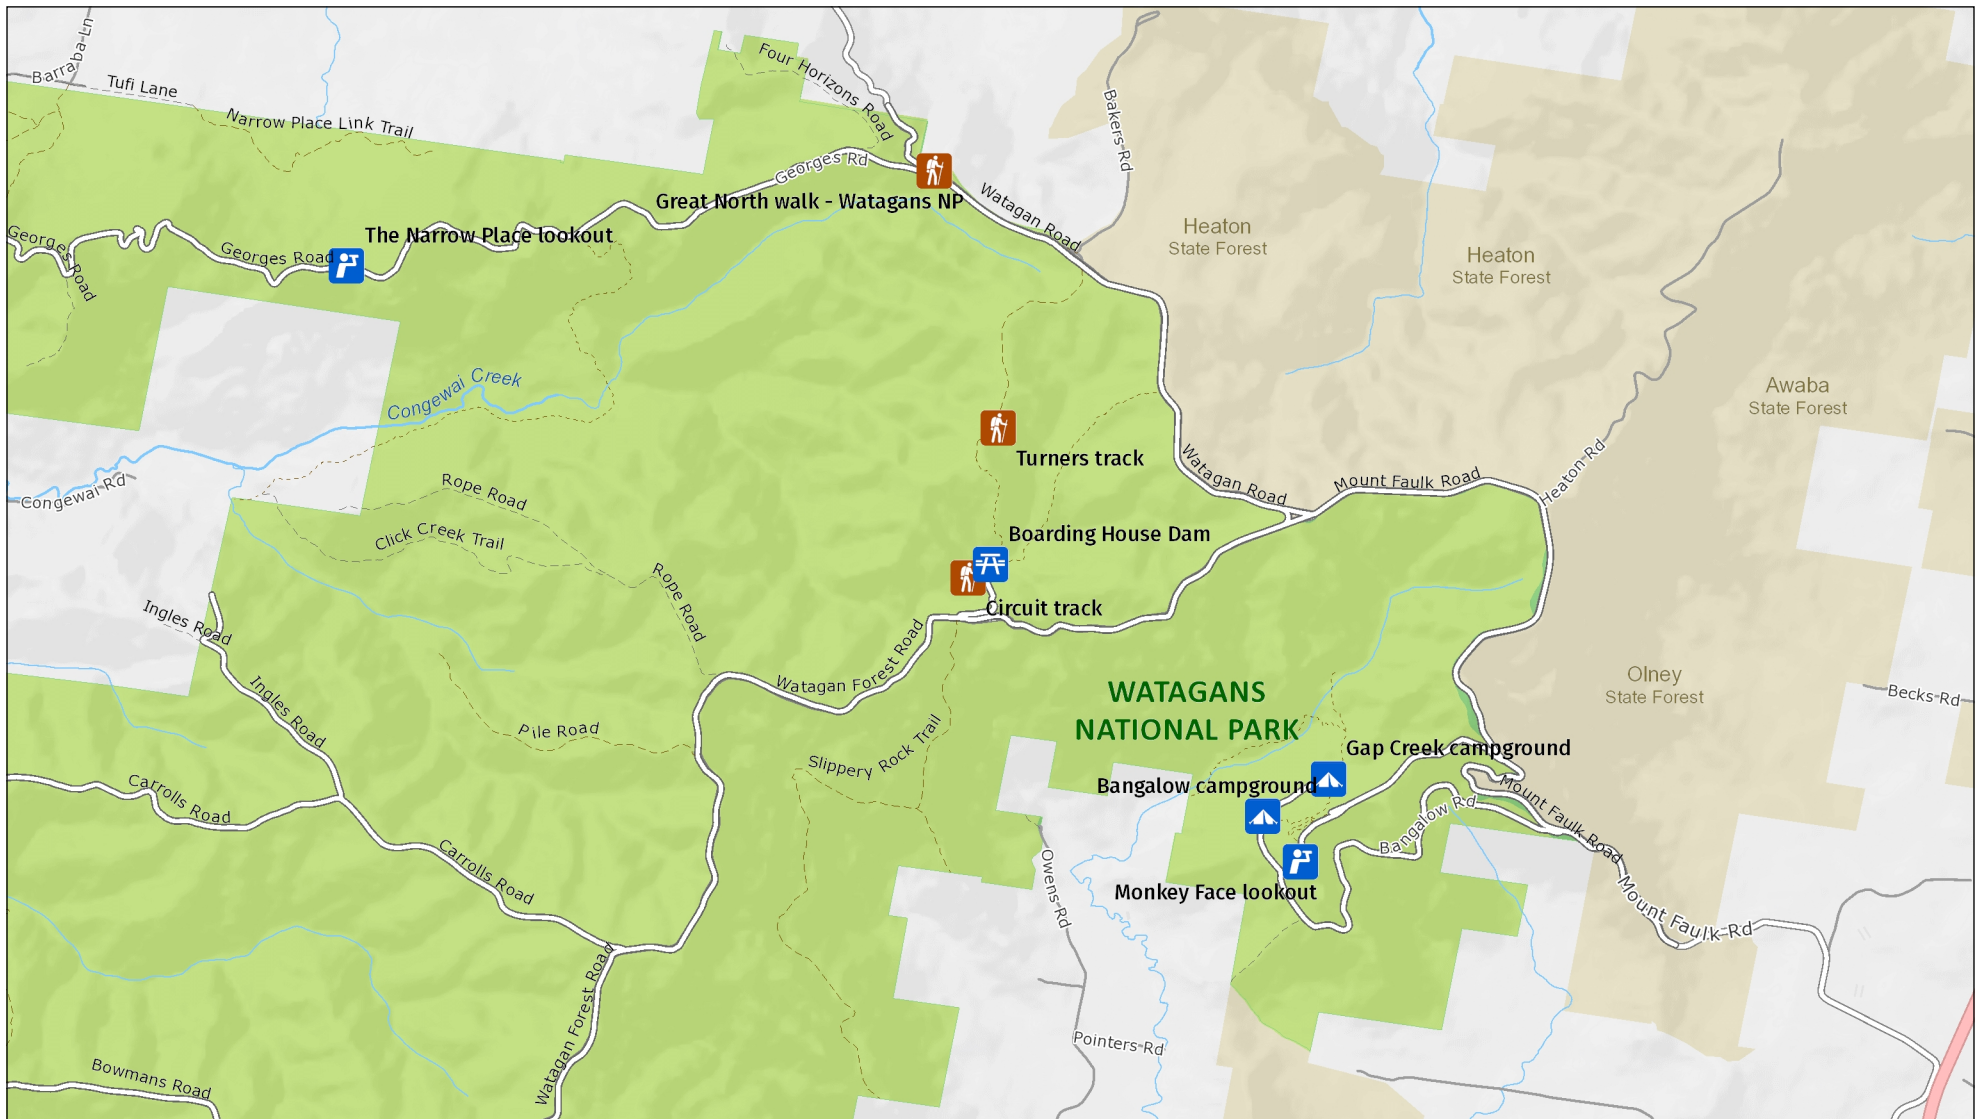 Barraba-Ln
Tufi Lane
Narrow Place Link Trail
Four Horizons Road
Georges Rd
Great North walk - Watagans NP
Watagan Road
Bakers Rd
Heaton
State Forest
Heaton
State Forest
Awaba
State Forest
The Narrow Place lookout
Georges Road
Georges Road
Congewai Creek
Congewai Rd
Turners track
Watagan Road
Mount Faulk Road
Heaton Rd
Rope Road
Click Creek Trail
Rope Road
Boarding House Dam
Circuit track
Ingles Road
Ingles Road
Watagan Forest Road
WATAGANS
NATIONAL PARK
Olney
State Forest
Becks Rd
Pile Road
Slippery Rock Trail
Gap Creek campground
Bangalow campground
Mount Faulk Road
Bangalow Rd
Carrolls Road
Carrolls Road
Owens-Rd
Monkey Face lookout
Mount Faulk Rd
Watagan Forest Road
Pointers Rd
Bowmans Road